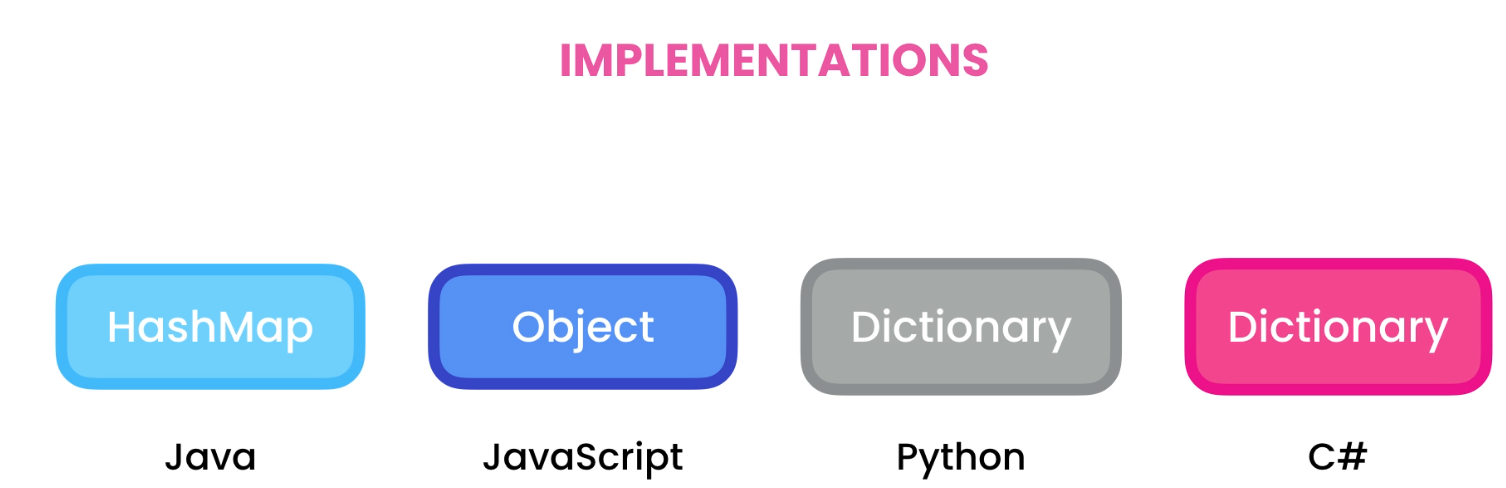 IMPLEMENTATIONS
HashMap Object Dictionary Dictionary
Java JavaScript Python C#